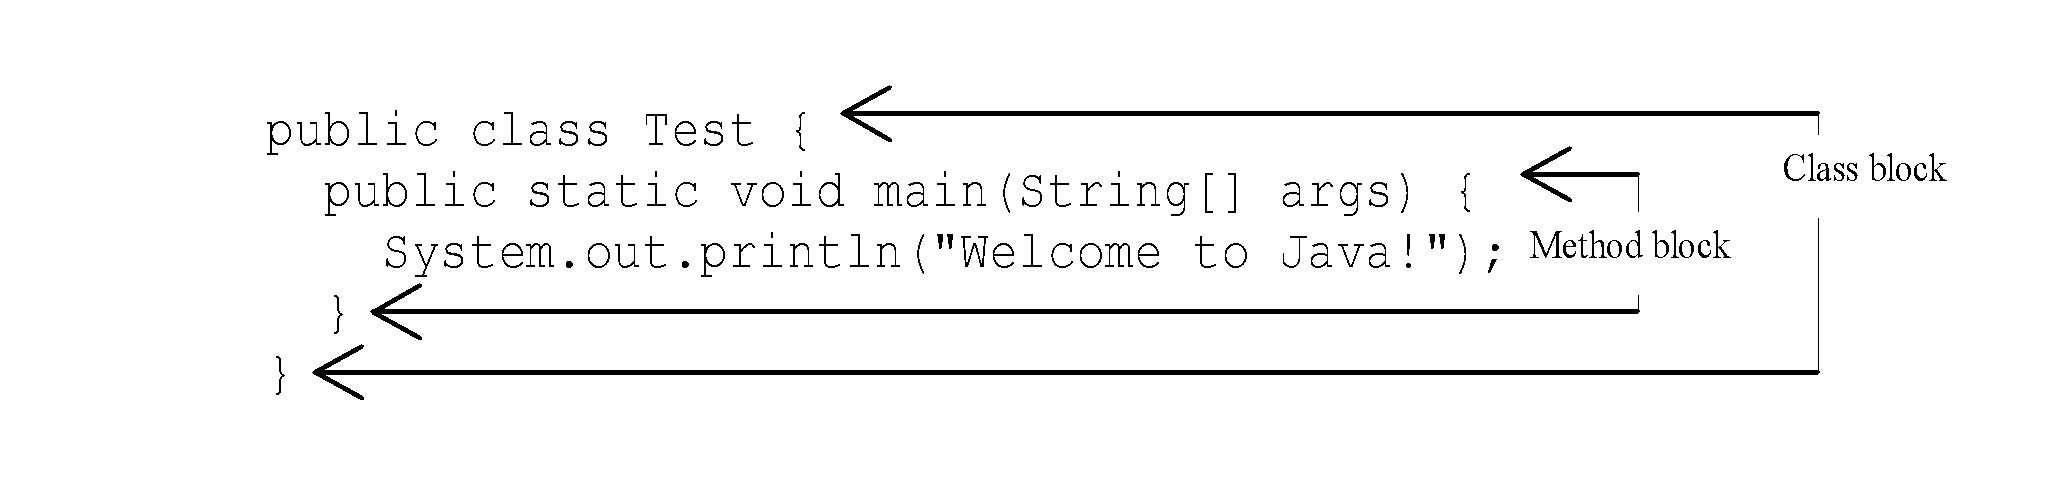 public class Test {
Class block
public static void main(String[] args) {
System.out.println("Welcome to Java!");
Method block
}
}